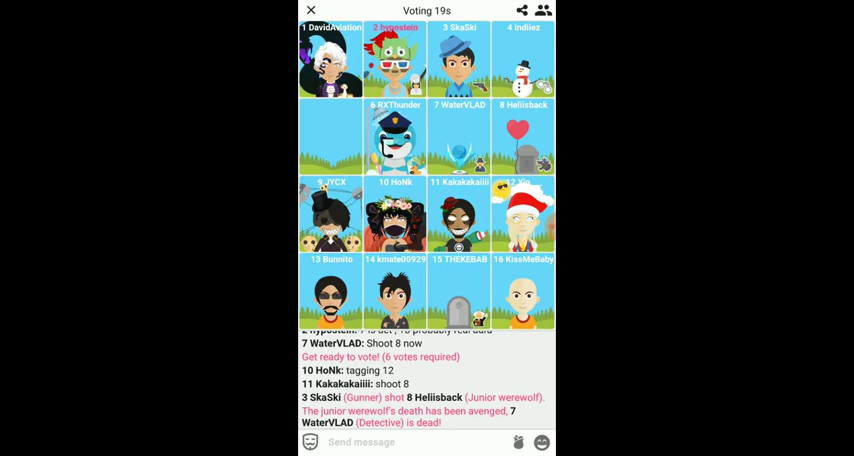 Voting 19s
1 DavidAviation 2 hypostein 3 SkaSki 4 indiiez
6 RXThunder 7 WaterVLAD 8 Heliisback
9 JYCX 10 HoNk 11 Kakakakaiiii 12
13 Bunnito 14 kmate00929 15 THEKEBAB 16 KissMeBaby
7 WaterVLAD: Shoot 8 now
Get ready to vote! (6 votes required)
10 HoNk: tagging 12
11 Kakakakaiiii: shoot 8
3 SkaSki (Gunner) shot 8 Heliisback (Junior werewolf).
The junior werewolf's death has been avenged, 7
WaterVLAD (Detective) is dead!
Send message